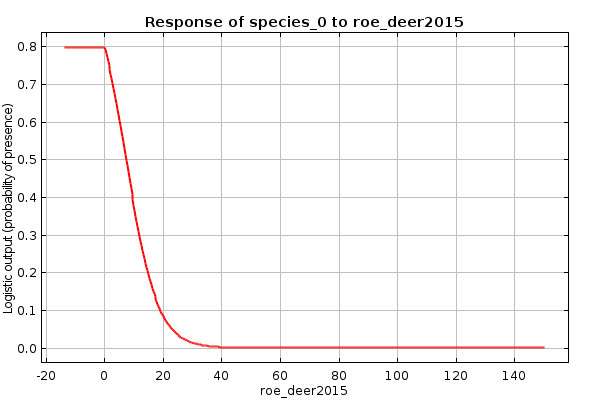 Response of species_0 to roe_deer2015
Logistic output (probability of presence)
0.8
0.7
0.6
0.5
0.4
0.3
0.2
0.1
0.0
-20 0 20 40 60 80 100 120 140
roe_deer2015